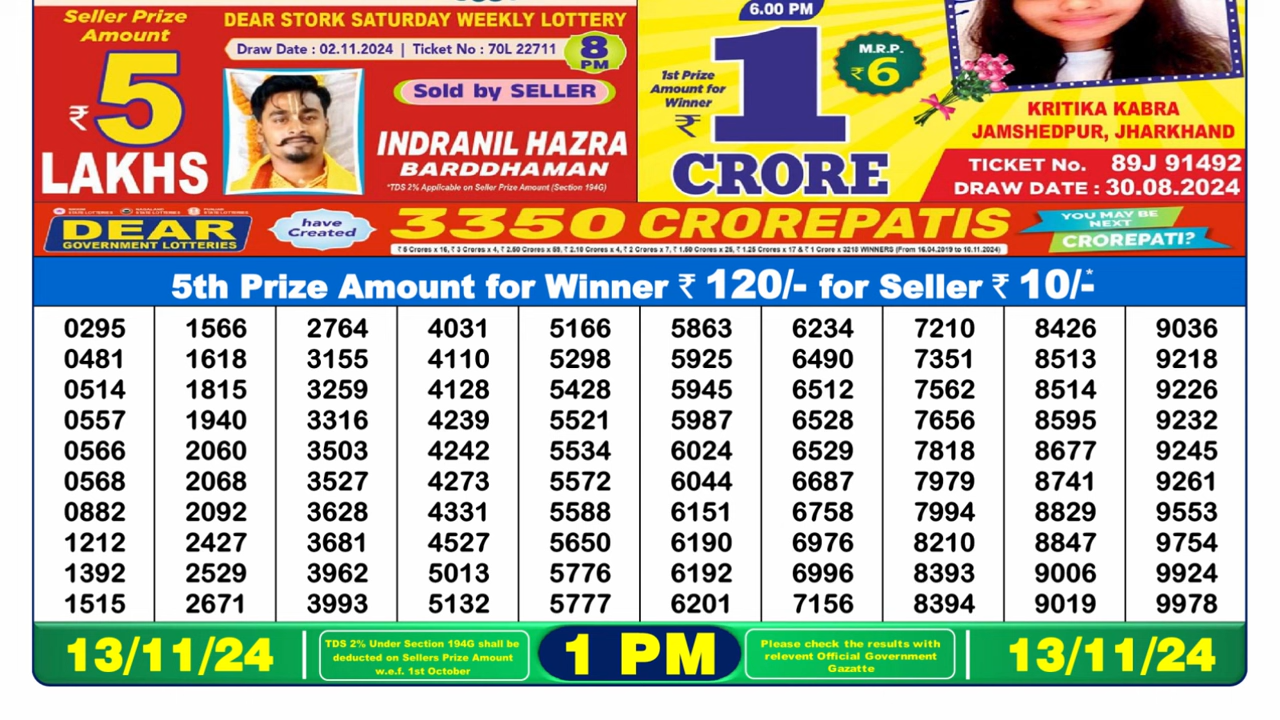 Seller Prize
Amount
₹5
LAKHS
DEAR STORK SATURDAY WEEKLY LOTTERY
Draw Date : 02.11.2024 | Ticket No : 70L 22711
8
PM
Sold by SELLER
INDRANIL HAZRA
BARDDHAMAN
*TDS 2% Applicable on Seller Prize Amount (Section 194G)
6.00 PM
1st Prize
Amount for
Winner
₹
1
CRORE
M.R.P.
₹6
KRITIKA KABRA
JAMSHEDPUR, JHARKHAND
TICKET No. 89J 91492
DRAW DATE : 30.08.2024
DEAR
GOVERNMENT LOTTERIES
have
Created
3350 CROREPATIS
YOU MAY BE
NEXT
CROREPATI?
5th Prize Amount for Winner ₹ 120/- for Seller ₹ 10/-*
0295 1566 2764 4031 5166 5863 6234 7210 8426 9036
0481 1618 3155 4110 5298 5925 6490 7351 8513 9218
0514 1815 3259 4128 5428 5945 6512 7562 8514 9226
0557 1940 3316 4239 5521 5987 6528 7656 8595 9232
0566 2060 3503 4242 5534 6024 6529 7818 8677 9245
0568 2068 3527 4273 5572 6044 6687 7979 8741 9261
0882 2092 3628 4331 5588 6151 6758 7994 8829 9553
1212 2427 3681 4527 5650 6190 6976 8210 8847 9754
1392 2529 3962 5013 5776 6192 6996 8393 9006 9924
1515 2671 3993 5132 5777 6201 7156 8394 9019 9978
13/11/24
TDS 2% Under Section 194G shall be
deducted on Sellers Prize Amount
w.e.f. 1st October
1 PM
Please check the results with
relevent Official Government
Gazatte
13/11/24